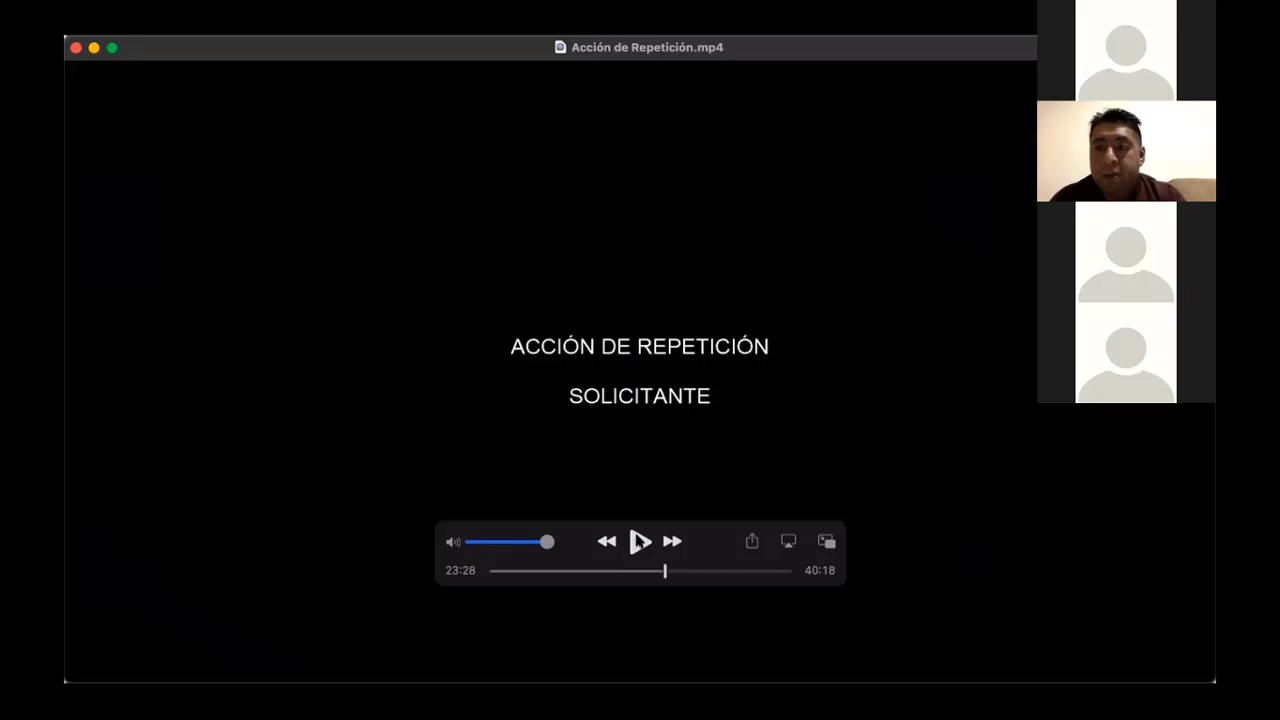 Acción de Repetición.mp4
ACCIÓN DE REPETICIÓN
SOLICITANTE
23:28
40:18